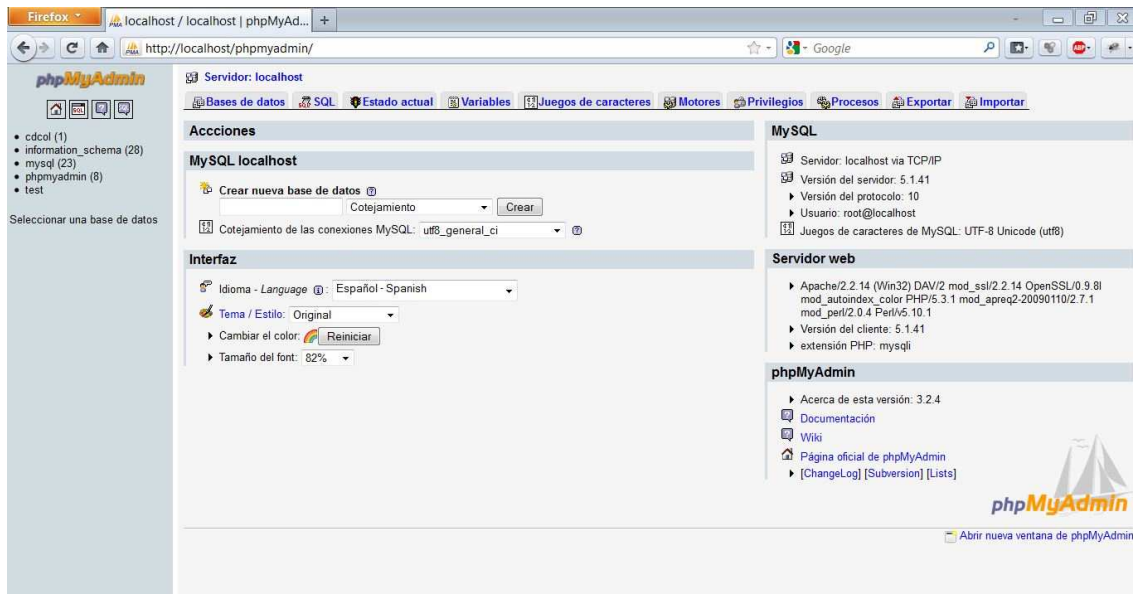 Firefox
localhost / localhost | phpMyAd...
http://localhost/phpmyadmin/
Google
phpMyAdmin
cdcol (1)
information_schema (28)
mysql (23)
phpmyadmin (8)
test
Seleccionar una base de datos
Servidor: localhost
Bases de datos SQL Estado actual Variables Juegos de caracteres Motores Privilegios Procesos Exportar Importar
Accciones
MySQL localhost
Crear nueva base de datos
Cotejamiento Crear
Cotejamiento de las conexiones MySQL: utf8_general_ci
Interfaz
Idioma - Language : Español - Spanish
Tema / Estilo: Original
Cambiar el color: Reiniciar
Tamaño del font: 82%
MySQL
Servidor: localhost via TCP/IP
Versión del servidor: 5.1.41
Versión del protocolo: 10
Usuario: root@localhost
Juegos de caracteres de MySQL: UTF-8 Unicode (utf8)
Servidor web
Apache/2.2.14 (Win32) DAV/2 mod_ssl/2.2.14 OpenSSL/0.9.8l
mod_autoindex_color PHP/5.3.1 mod_apreq2-20090110/2.7.1
mod_perl/2.0.4 Perl/v5.10.1
Versión del cliente: 5.1.41
extensión PHP: mysqli
phpMyAdmin
Acerca de esta versión: 3.2.4
Documentación
Wiki
Página oficial de phpMyAdmin
[ChangeLog] [Subversion] [Lists]
phpMyAdmin
Abrir nueva ventana de phpMyAdmin